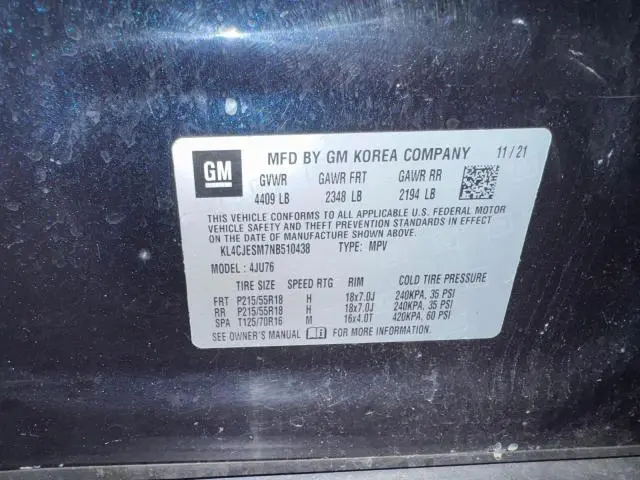 GM
MFD BY GM KOREA COMPANY 11/21
GVWR GAWR FRT GAWR RR
4409 LB 2348 LB 2194 LB
THIS VEHICLE CONFORMS TO ALL APPLICABLE U.S. FEDERAL MOTOR
VEHICLE SAFETY, AND THEFT PREVENTION STANDARDS IN EFFECT
ON THE DATE OF MANUFACTURE SHOWN ABOVE.
KL4CJESM7NB510438 TYPE: MPV
MODEL: 4JU76
TIRE SIZE SPEED RTG RIM COLD TIRE PRESSURE
FRT P215/55R18 H 18x7.0J 240KPA, 35 PSI
RR P215/55R18 H 18x7.0J 240KPA, 35 PSI
SPA T125/70R16 M 16x4.0T 420KPA, 60 PSI
SEE OWNER'S MANUAL FOR MORE INFORMATION.